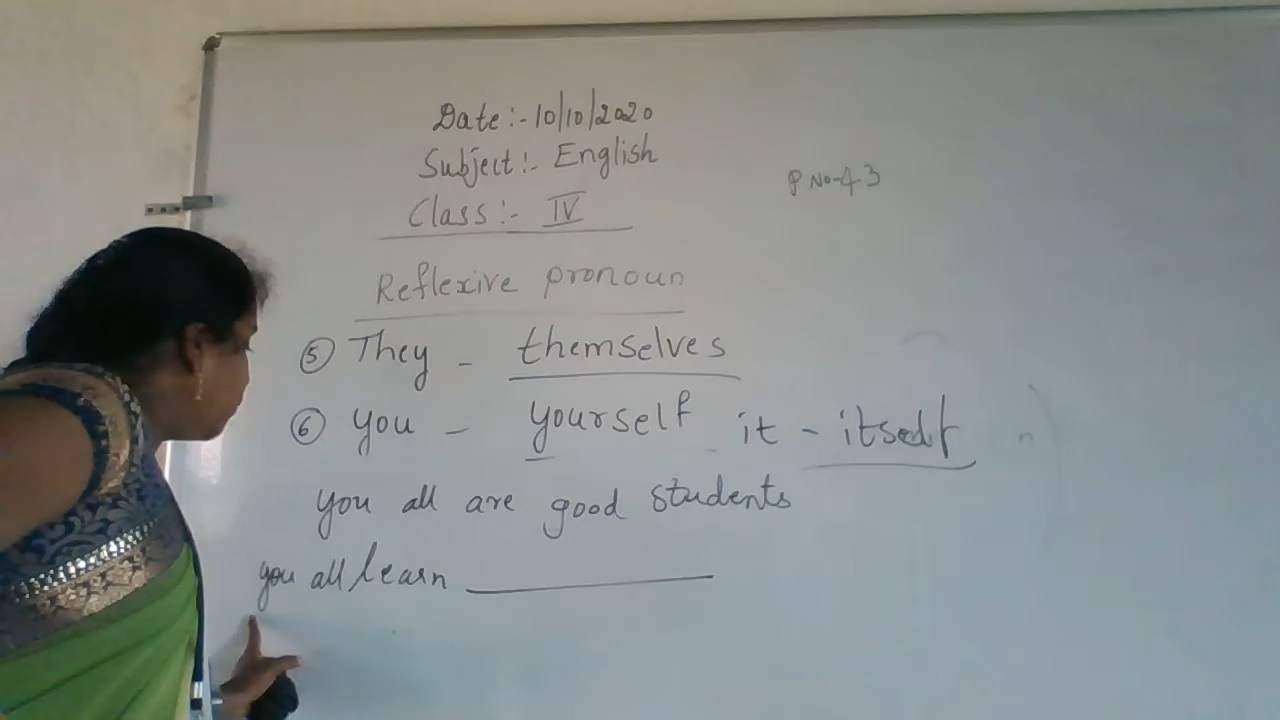 Date:-10/10/2020
Subject:- English
P No-43
Class:- IV
Reflexive pronoun
⑤ They - themselves
⑥ you - yourself it - itself
you all are good students
you all learn ________